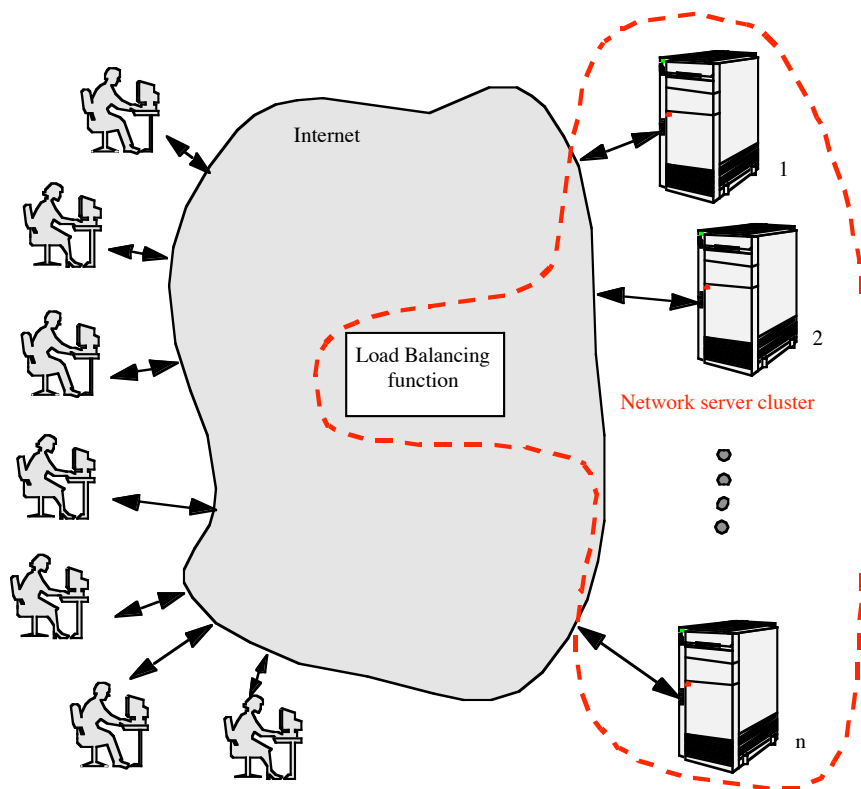 Internet
1
2
Load Balancing
function
Network server cluster
n